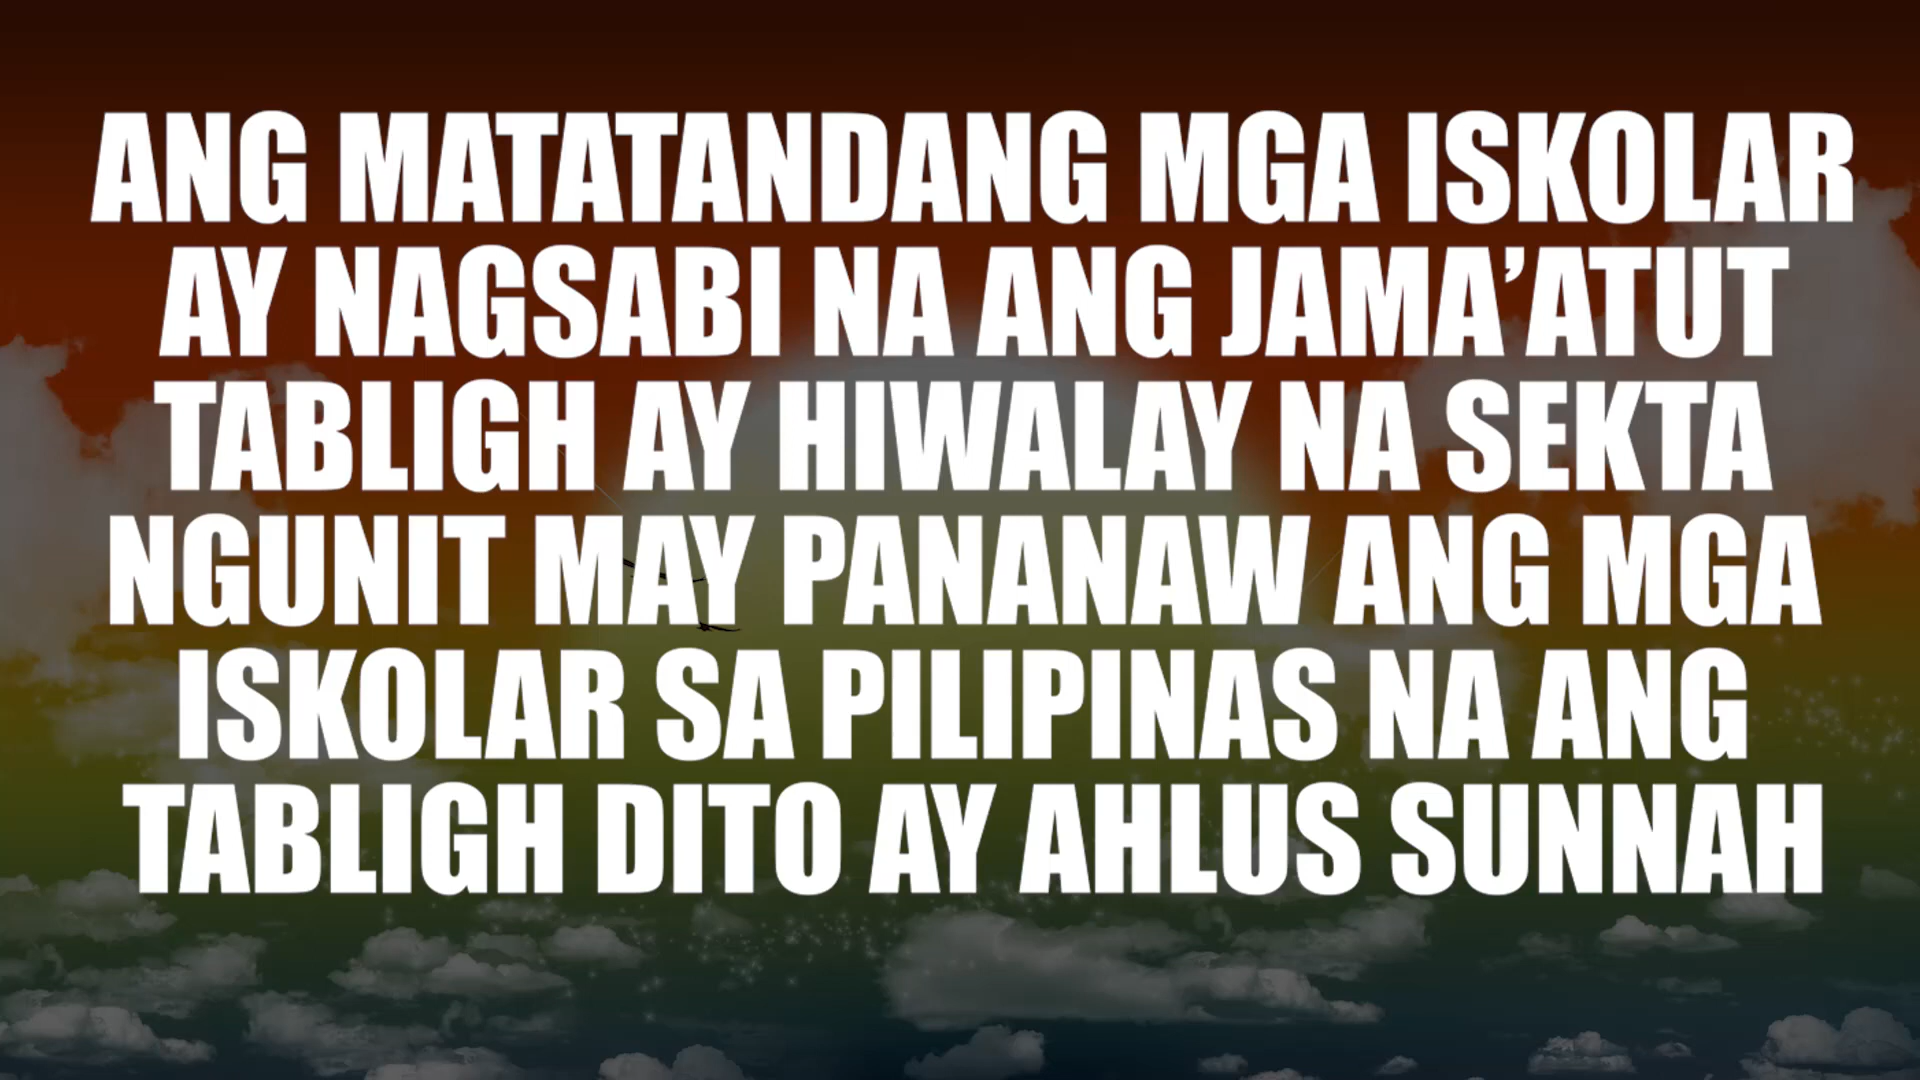 ANG MATATANDANG MGA ISKOLAR
AY NAGSABI NA ANG JAMA’ATUT
TABLIGH AY HIWALAY NA SEKTA
NGUNIT MAY PANANAW ANG MGA
ISKOLAR SA PILIPINAS NA ANG
TABLIGH DITO AY AHLUS SUNNAH